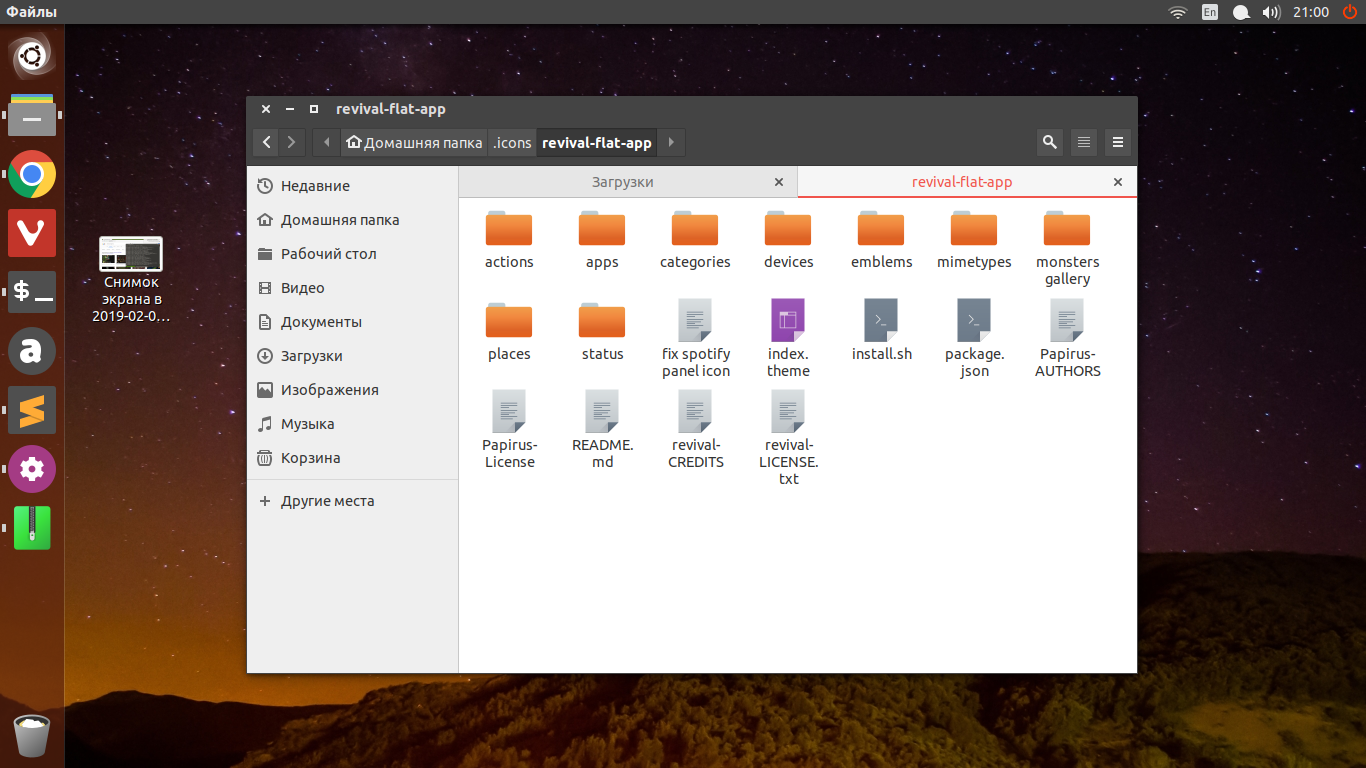 Файлы
En
21:00
revival-flat-app
Домашняя папка
.icons
revival-flat-app
Недавние
Домашняя папка
Рабочий стол
Видео
Документы
Загрузки
Изображения
Музыка
Корзина
Другие места
Загрузки
revival-flat-app
actions
apps
categories
devices
emblems
mimetypes
monsters
gallery
places
status
fix spotify
panel icon
index.
theme
install.sh
package.
json
Papirus-
AUTHORS
Papirus-
License
README.
md
revival-
CREDITS
revival-
LICENSE.
txt
Снимок
экрана в
2019-02-0…
$ _
a